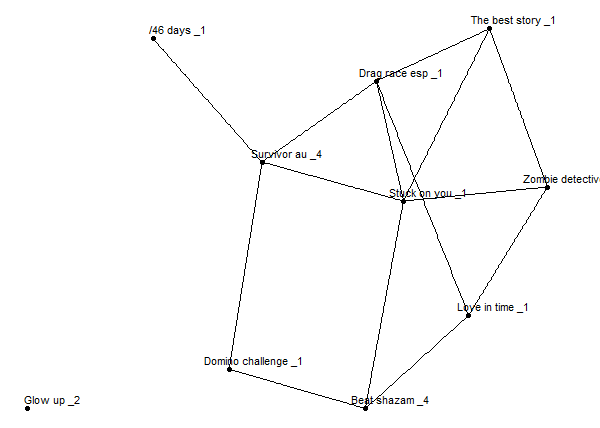 The best story _1
/46 days _1
Drag race esp _1
Survivor au _4
Zombie detective
Stuck on you _1
Love in time _1
Domino challenge _1
Beat shazam _4
Glow up _2